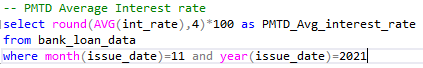 -- PMTD Average Interest rate
select round(AVG(int_rate),4)*100 as PMTD_Avg_interest_rate
from bank_loan_data
where month(issue_date)=11 and year(issue_date)=2021